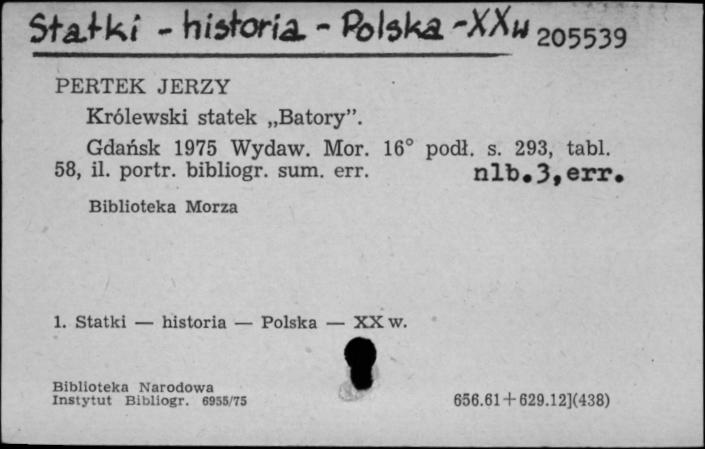 Statki - historia - Polska - XXw 205539
PERTEK JERZY
Królewski statek „Batory”.
Gdańsk 1975 Wydaw. Mor. 16° podł. s. 293, tabl.
58, il. portr. bibliogr. sum. err. nlb.3,err.
Biblioteka Morza
1. Statki — historia — Polska — XX w.
Biblioteka Narodowa
Instytut Bibliogr. 6955/75 656.61+629.12](438)